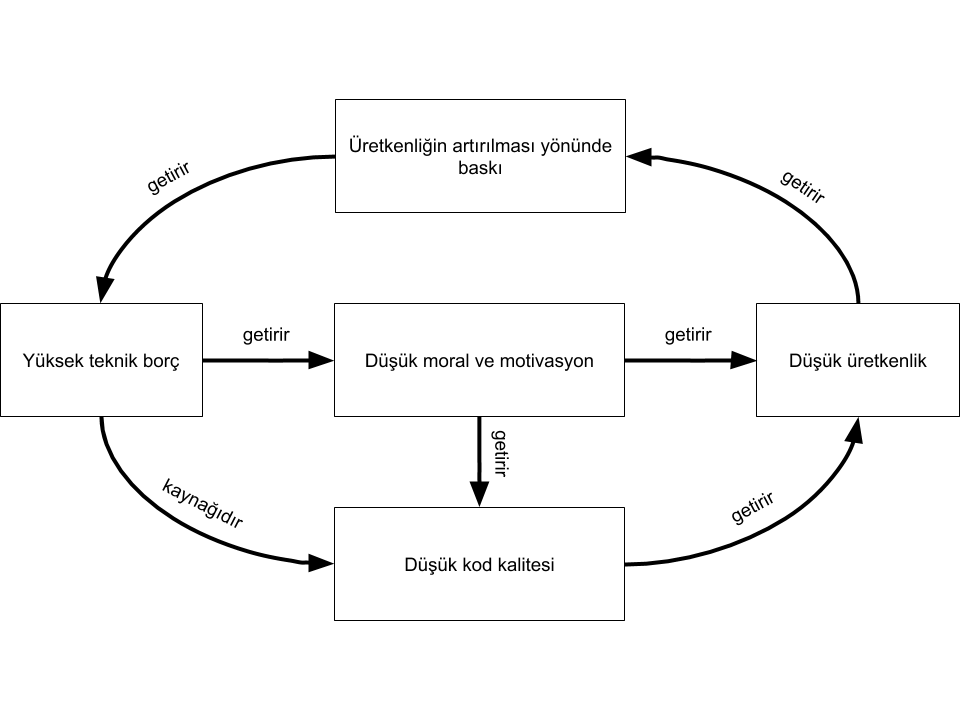 Üretkenliğin artırılması yönünde
baskı
getirir
getirir
getirir
getirir
Yüksek teknik borç
Düşük moral ve motivasyon
Düşük üretkenlik
getirir
kaynağıdır
getirir
Düşük kod kalitesi